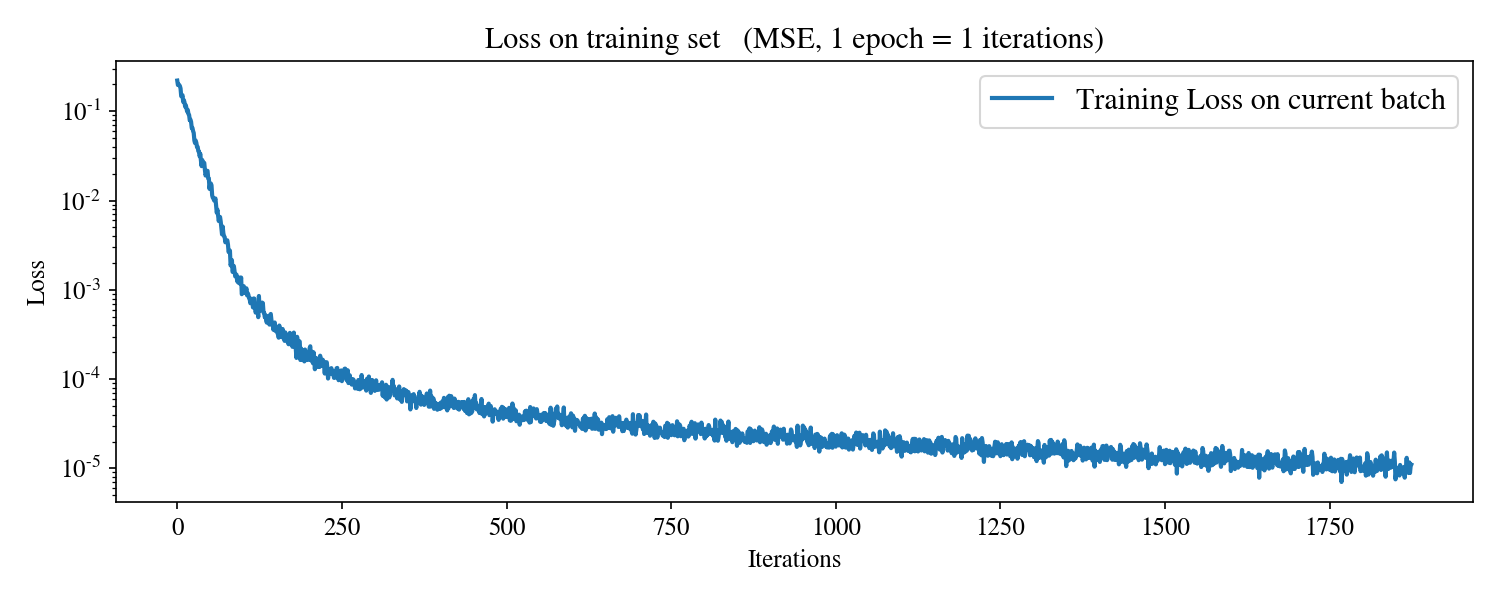 Loss on training set   (MSE, 1 epoch = 1 iterations)
Training Loss on current batch
Loss
10⁻¹
10⁻²
10⁻³
10⁻⁴
10⁻⁵
0 250 500 750 1000 1250 1500 1750
Iterations